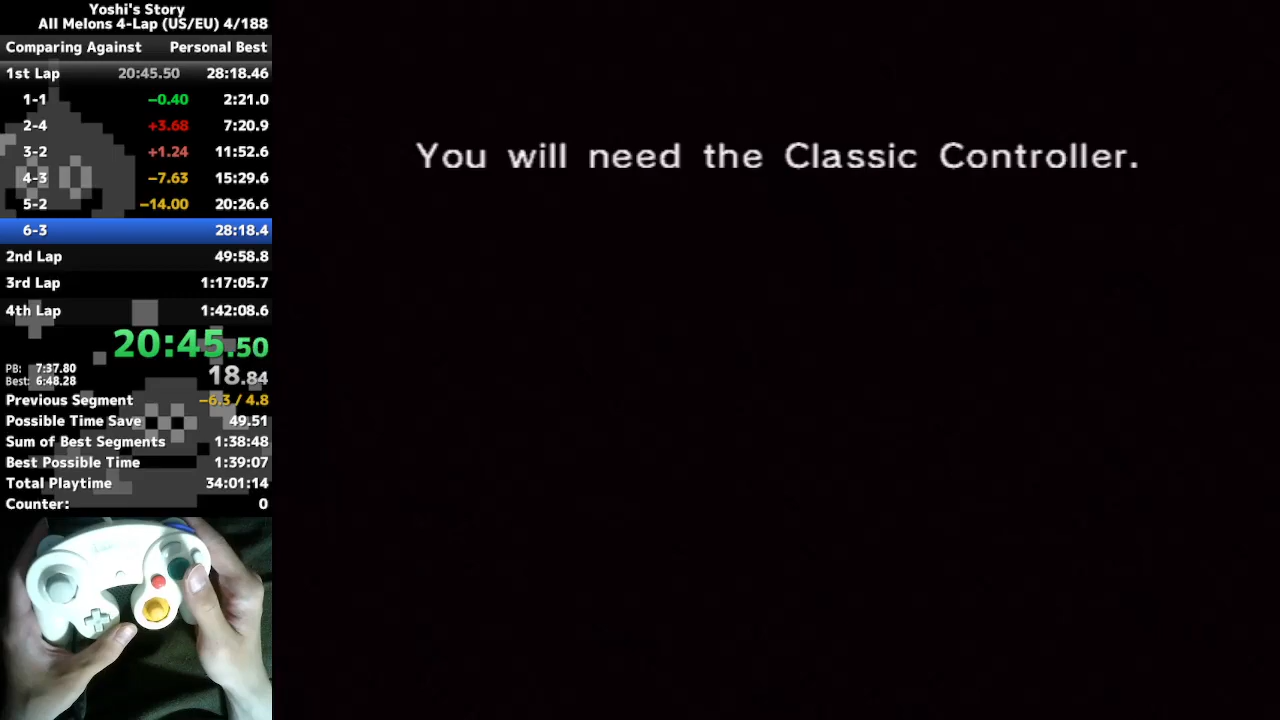 Yoshi's Story
All Melons 4-Lap (US/EU) 4/188
Comparing Against Personal Best
1st Lap 20:45.50 28:18.46
1-1 −0.40 2:21.0
2-4 +3.68 7:20.9
3-2 +1.24 11:52.6
4-3 −7.63 15:29.6
5-2 −14.00 20:26.6
6-3 28:18.4
2nd Lap 49:58.8
3rd Lap 1:17:05.7
4th Lap 1:42:08.6
20:45.50
PB: 7:37.80
Best: 6:48.28
18.84
Previous Segment −6.3 / 4.8
Possible Time Save 49.51
Sum of Best Segments 1:38:48
Best Possible Time 1:39:07
Total Playtime 34:01:14
Counter: 0
You will need the Classic Controller.